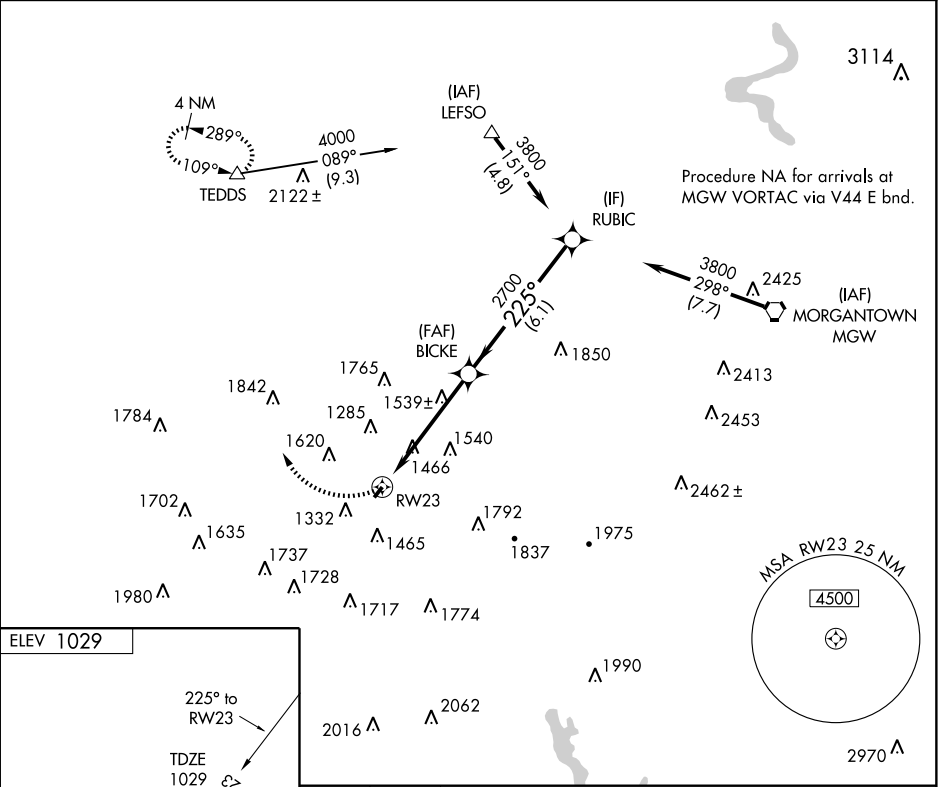 3114
(IAF)
LEFSO
4 NM
289°
109°
TEDDS
4000
089°
(9.3)
2122 ±
3800
151°
(4.8)
Procedure NA for arrivals at
MGW VORTAC via V44 E bnd.
(IF)
RUBIC
3800
298°
(7.7)
2425
(IAF)
MORGANTOWN
MGW
2700
225°
(6.1)
(FAF)
BICKE
1850
1765
2413
1842
1539±
2453
1784
1285
1620
1540
1466
2462 ±
RW23
1702
1332
1792
1635
1465
1837
1975
1737
1728
1980
1717
1774
MSA RW23 25 NM
4500
ELEV 1029
1990
225° to
RW23
2016
2062
TDZE
1029
23
2970